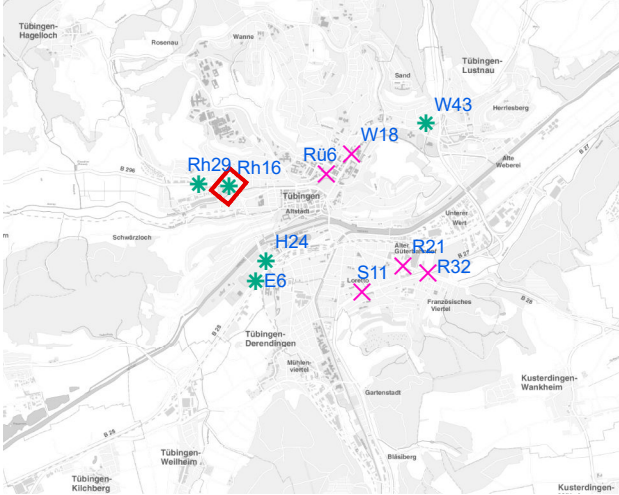 Tübingen-
Hagelloch
Rosenau
Wanne
Sand
Tübingen-
Lustnau
W43
Herrlesberg
W18
Rü6
Alte
Weberei
B 27
B 296
Rh29
Rh16
Tübingen
Altstadt
Unterer
Wert
Schwärzloch
H24
Alter
Güterbahnhof
R21
B 27
E6
S11
Loretto
R32
Französisches
Viertel
B 28
B 28
Tübingen-
Derendingen
Mühlen-
viertel
Gartenstadt
Kusterdingen-
Wankheim
B 28
Tübingen-
Weilheim
Bläsiberg
Tübingen-
Kilchberg
Kusterdingen-